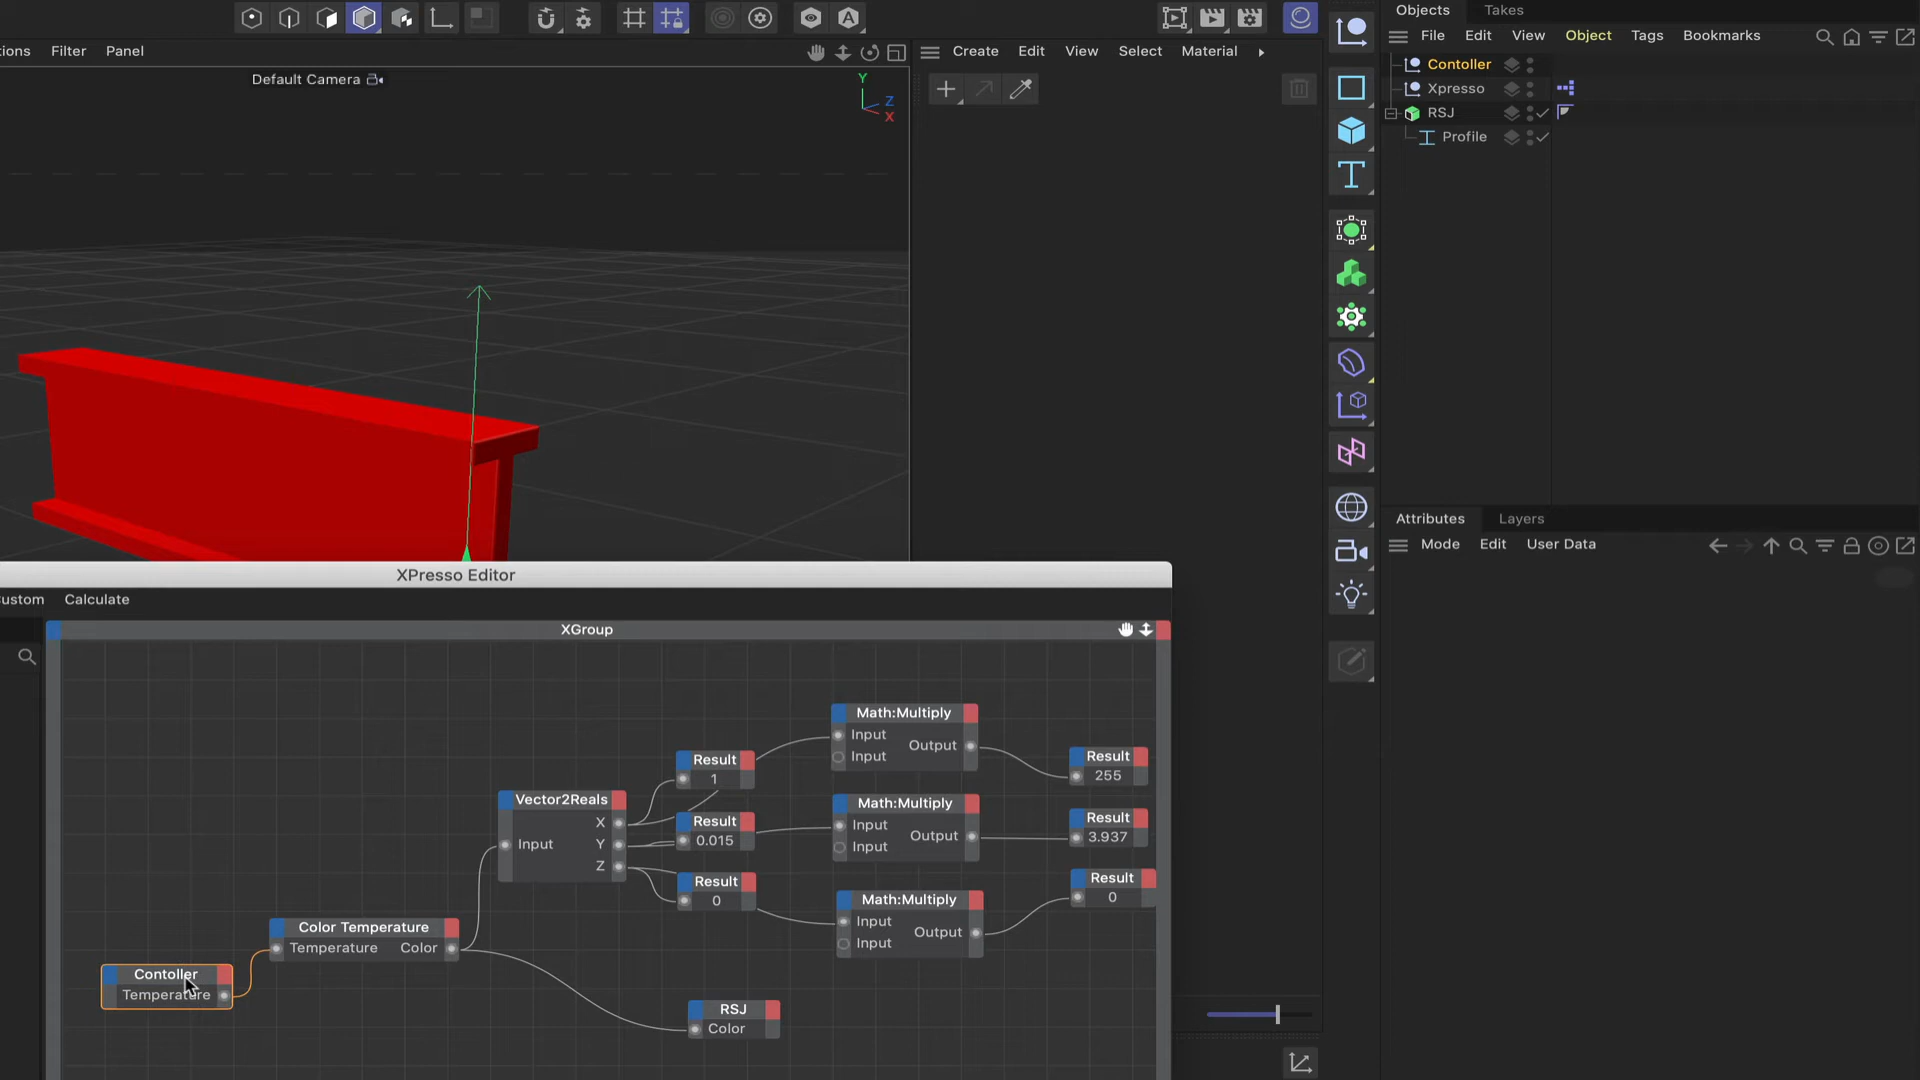 Objects
Takes
File
Edit
View
Object
Tags
Bookmarks
tions
Filter
Panel
Create
Edit
View
Select
Material
Default Camera
Y
Z
X
Contoller
Xpresso
RSJ
Profile
Attributes
Layers
Mode
Edit
User Data
XPresso Editor
ustom
Calculate
XGroup
Math:Multiply
Input
Input
Output
Result
1
Result
255
Vector2Reals
X
Input
Y
Z
Result
0.015
Math:Multiply
Input
Input
Output
Result
3.937
Result
0
Math:Multiply
Input
Input
Output
Result
0
Color Temperature
Temperature
Color
Contoller
Temperature
RSJ
Color